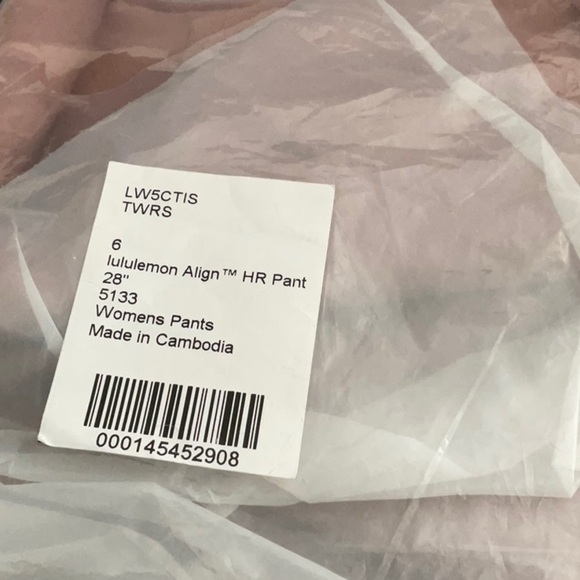 LW5CTIS
TWRS
6
lululemon Align™ HR Pant
28"
5133
Womens Pants
Made in Cambodia
000145452908